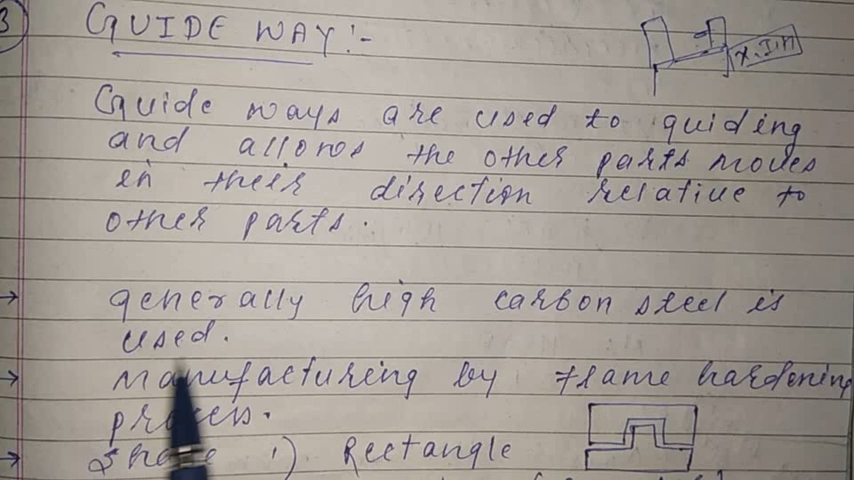 3
GUIDE WAY:-
X.Im
Guide ways are used to guiding
and allows the other parts moves
in their direction relative to
other parts.
→ generally high carbon steel is
used.
→ Manufacturing by flame hardening
process.
→ Shape i) Rectangle